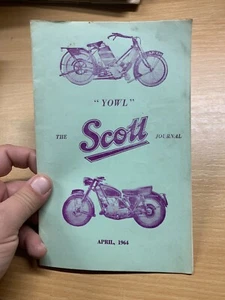 "YOWL"
THE Scott JOURNAL
APRIL, 1964